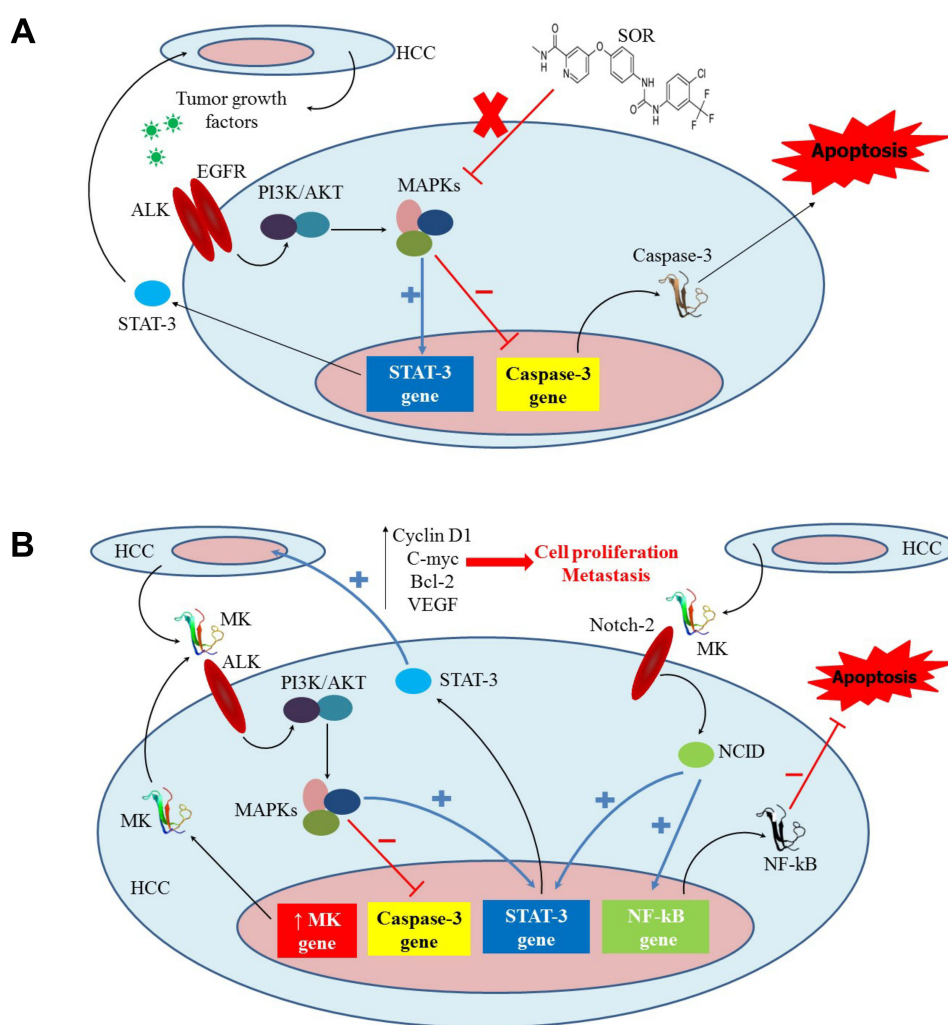 A
HCC
SOR
O
N
H
N
O
NH
O
N
H
Cl
F
F
F
Tumor growth
factors
Apoptosis
EGFR
ALK
PI3K/AKT
MAPKs
Caspase-3
+
−
STAT-3
STAT-3
gene
Caspase-3
gene
B
HCC
Cyclin D1
C-myc
Bcl-2
VEGF
Cell proliferation
Metastasis
HCC
+
MK
Notch-2
MK
ALK
PI3K/AKT
STAT-3
Apoptosis
NCID
−
MK
MAPKs
+
+
+
−
NF-kB
HCC
↑ MK
gene
Caspase-3
gene
STAT-3
gene
NF-kB
gene